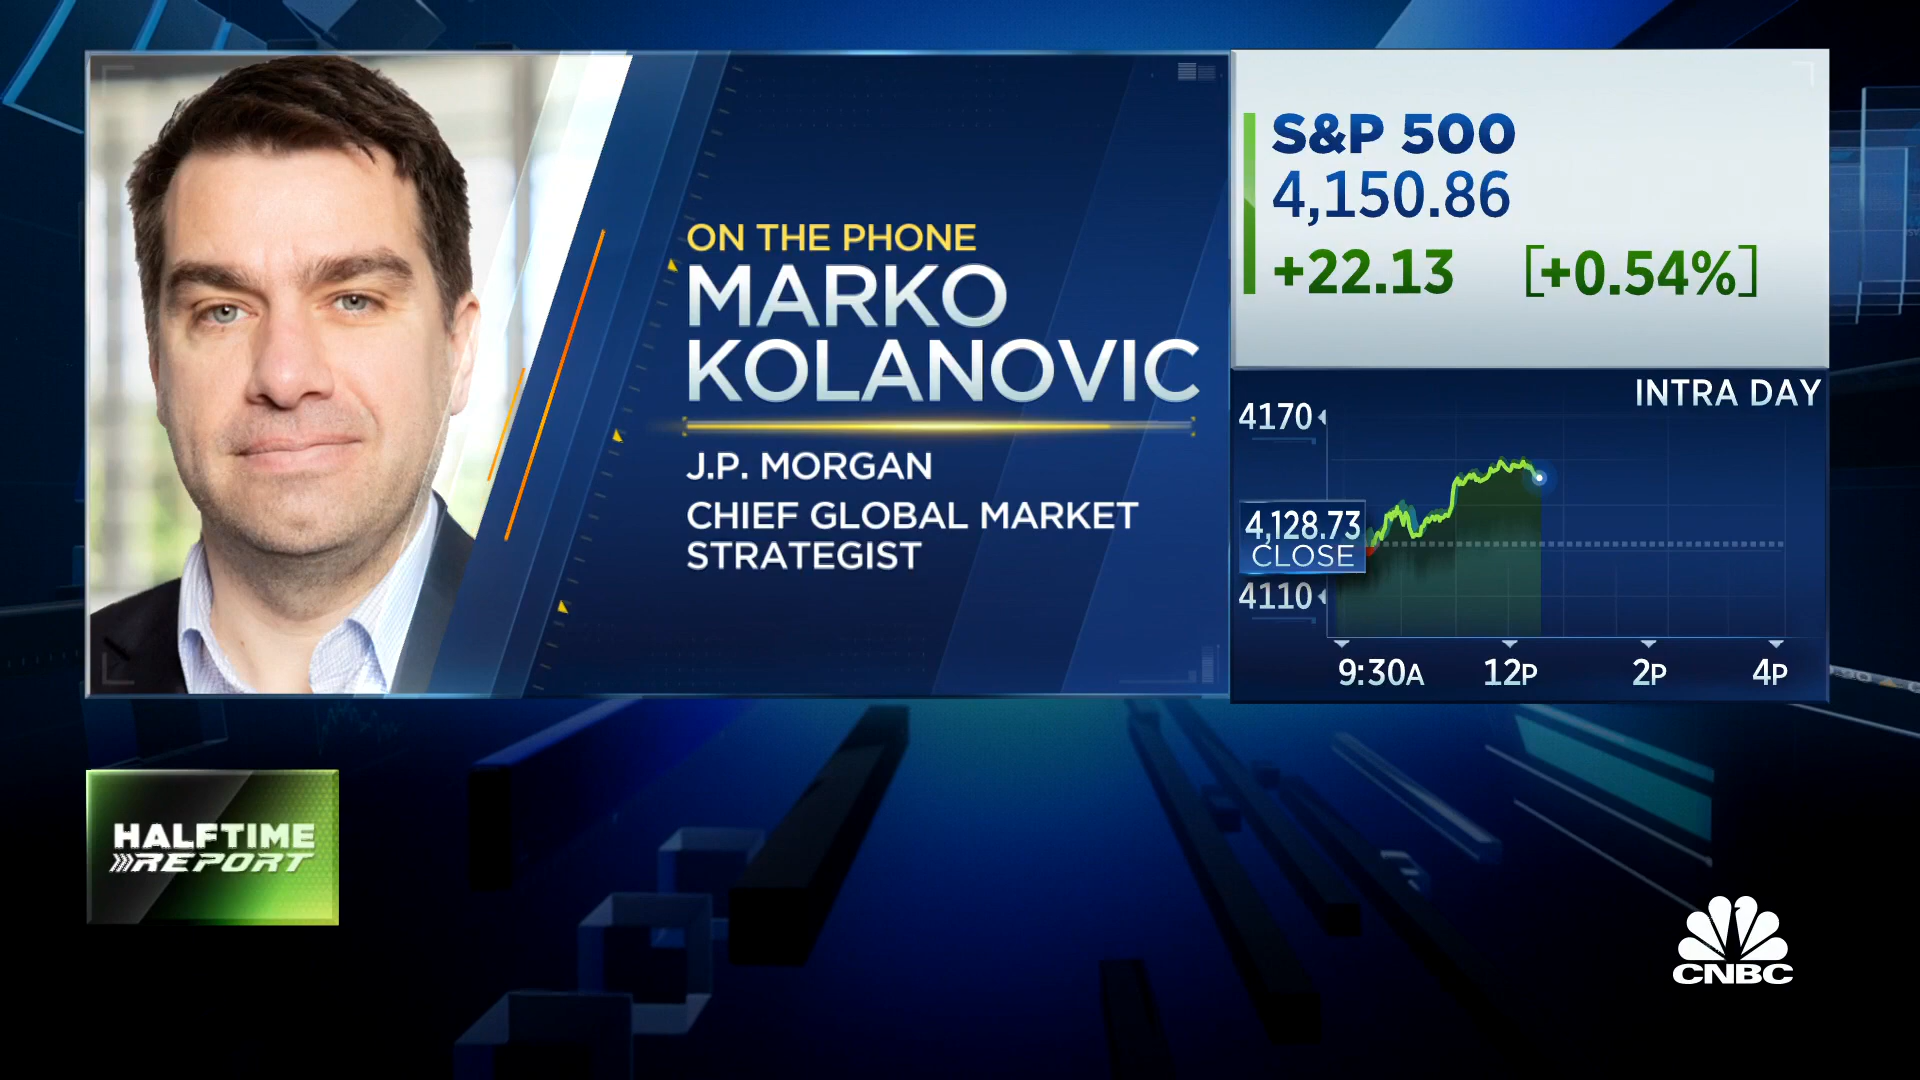 ON THE PHONE
MARKO
KOLANOVIC
J.P. MORGAN
CHIEF GLOBAL MARKET
STRATEGIST
S&P 500
4,150.86
+22.13 [+0.54%]
INTRA DAY
4170
4,128.73
CLOSE
4110
9:30A 12P 2P 4P
HALFTIME
REPORT
CNBC